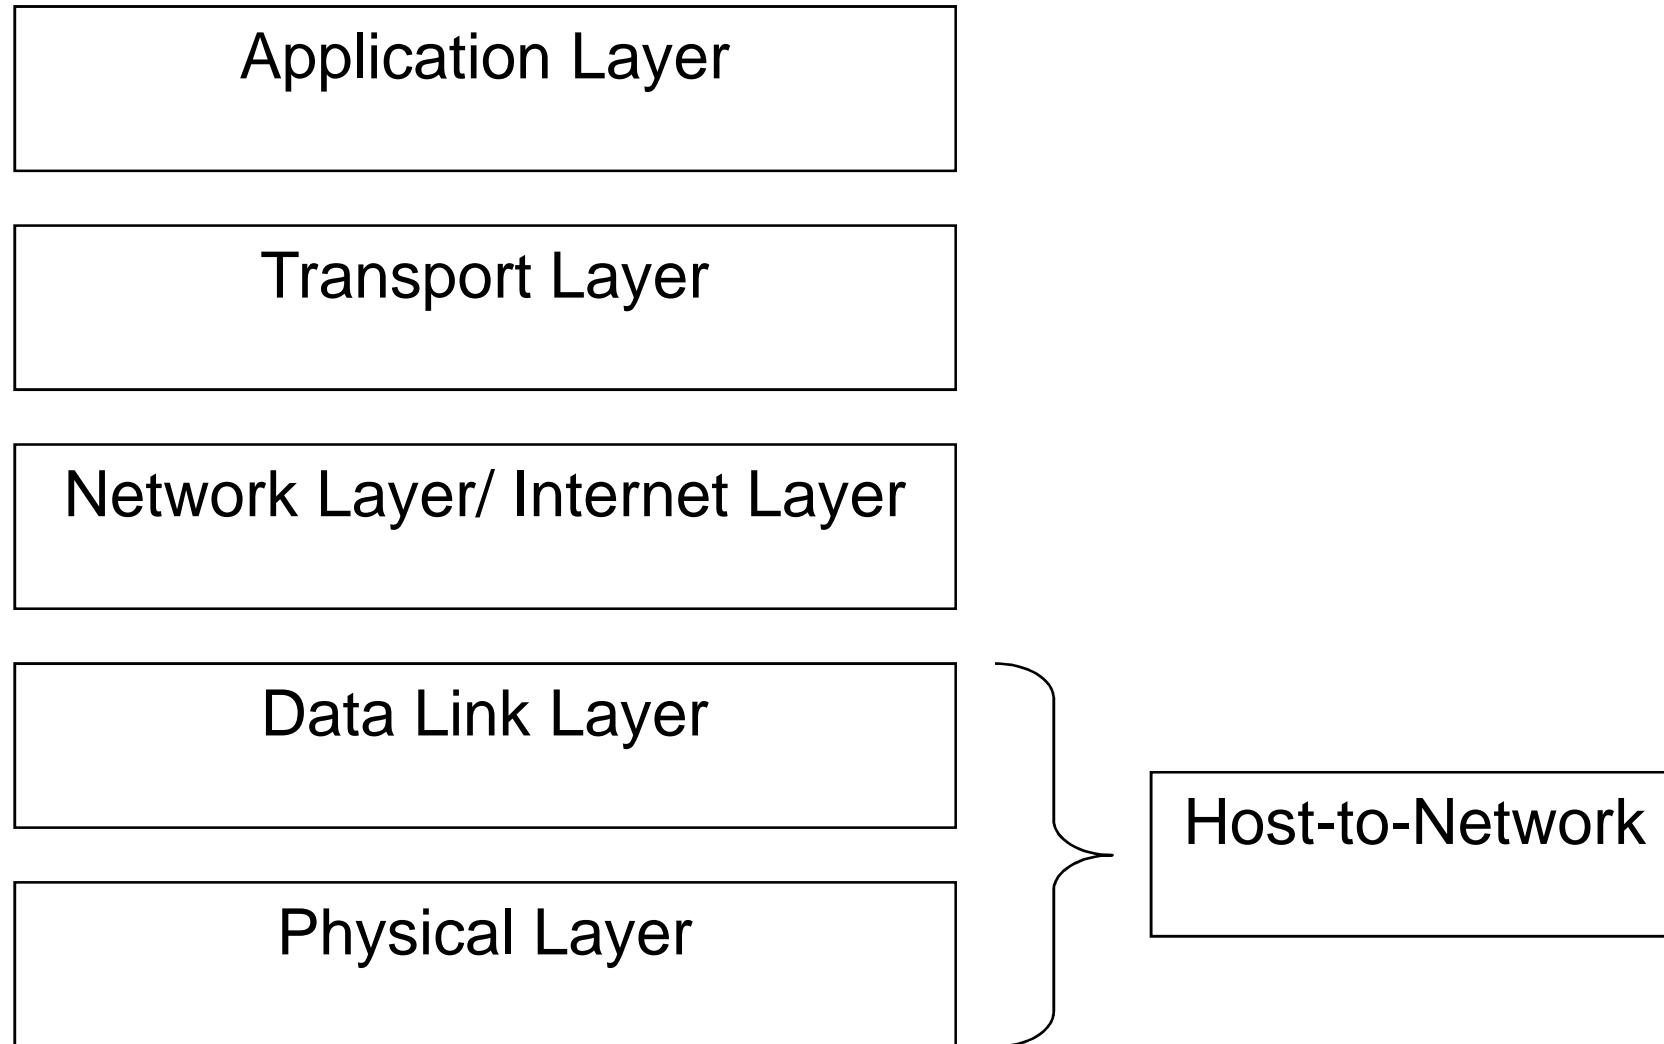 Application Layer
Transport Layer
Network Layer/ Internet Layer
Data Link Layer
Host-to-Network
Physical Layer